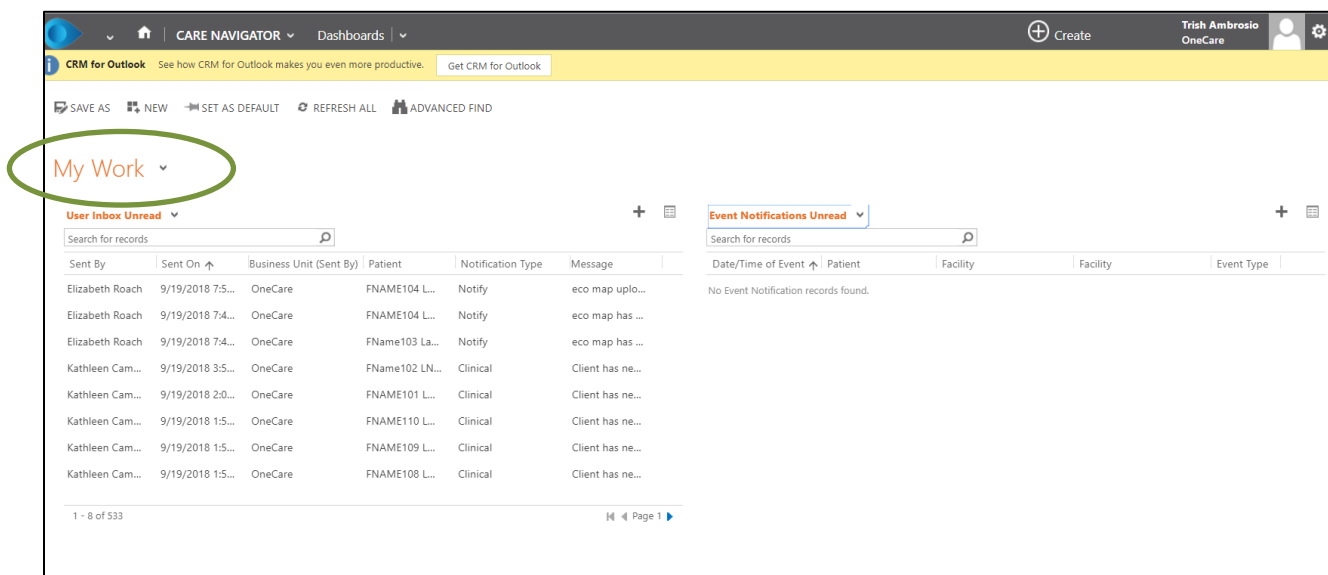 CARE NAVIGATOR Dashboards Create Trish Ambrosio
OneCare
CRM for Outlook See how CRM for Outlook makes you even more productive. Get CRM for Outlook
SAVE AS NEW SET AS DEFAULT REFRESH ALL ADVANCED FIND
My Work
User Inbox Unread
Search for records
Sent By Sent On Business Unit (Sent By) Patient Notification Type Message
Elizabeth Roach 9/19/2018 7:5... OneCare FNAME104 L... Notify eco map uplo...
Elizabeth Roach 9/19/2018 7:4... OneCare FNAME104 L... Notify eco map has ...
Elizabeth Roach 9/19/2018 7:4... OneCare FName103 La... Notify eco map has ...
Kathleen Cam... 9/19/2018 3:5... OneCare FName102 LN... Clinical Client has ne...
Kathleen Cam... 9/19/2018 2:0... OneCare FNAME101 L... Clinical Client has ne...
Kathleen Cam... 9/19/2018 1:5... OneCare FNAME110 L... Clinical Client has ne...
Kathleen Cam... 9/19/2018 1:5... OneCare FNAME109 L... Clinical Client has ne...
Kathleen Cam... 9/19/2018 1:5... OneCare FNAME108 L... Clinical Client has ne...
1 - 8 of 533 Page 1
Event Notifications Unread
Search for records
Date/Time of Event Patient Facility Facility Event Type
No Event Notification records found.